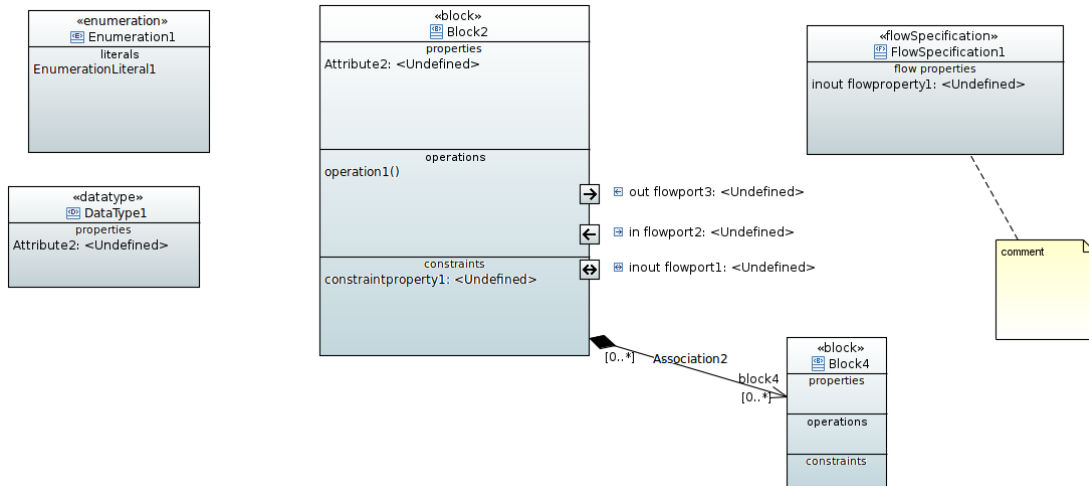 «enumeration»
Enumeration1
literals
EnumerationLiteral1
«datatype»
DataType1
properties
Attribute2: <Undefined>
«block»
Block2
properties
Attribute2: <Undefined>
operations
operation1()
constraints
constraintproperty1: <Undefined>
out flowport3: <Undefined>
in flowport2: <Undefined>
inout flowport1: <Undefined>
«flowSpecification»
FlowSpecification1
flow properties
inout flowproperty1: <Undefined>
comment
[0..*]
Association2
block4
[0..*]
«block»
Block4
properties
operations
constraints